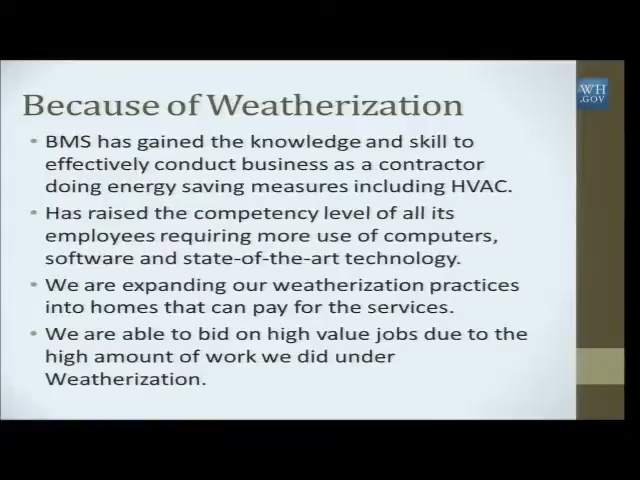 Because of Weatherization
WH
.GOV
• BMS has gained the knowledge and skill to
effectively conduct business as a contractor
doing energy saving measures including HVAC.
• Has raised the competency level of all its
employees requiring more use of computers,
software and state-of-the-art technology.
• We are expanding our weatherization practices
into homes that can pay for the services.
• We are able to bid on high value jobs due to the
high amount of work we did under
Weatherization.